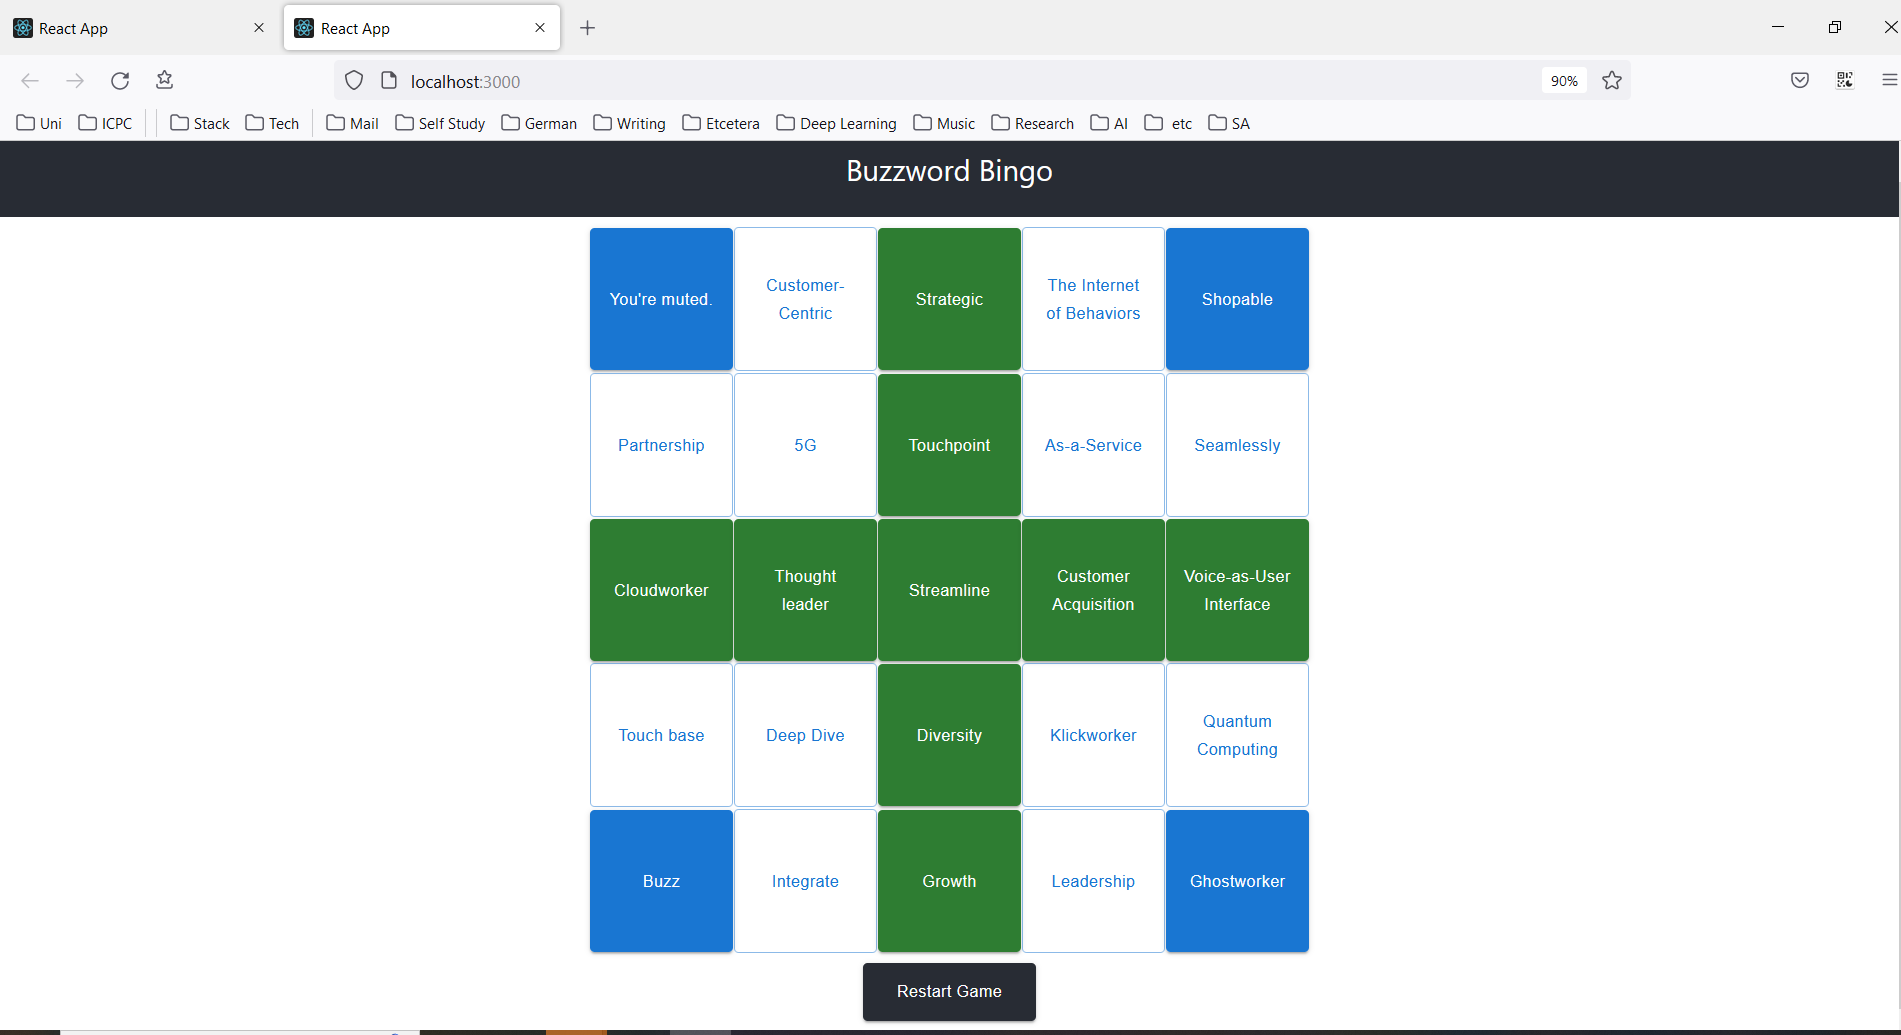 React App
React App
localhost:3000
90%
Uni
ICPC
Stack
Tech
Mail
Self Study
German
Writing
Etcetera
Deep Learning
Music
Research
AI
etc
SA
Buzzword Bingo
You're muted.
Customer-
Centric
Strategic
The Internet
of Behaviors
Shopable
Partnership
5G
Touchpoint
As-a-Service
Seamlessly
Cloudworker
Thought
leader
Streamline
Customer
Acquisition
Voice-as-User
Interface
Touch base
Deep Dive
Diversity
Klickworker
Quantum
Computing
Buzz
Integrate
Growth
Leadership
Ghostworker
Restart Game